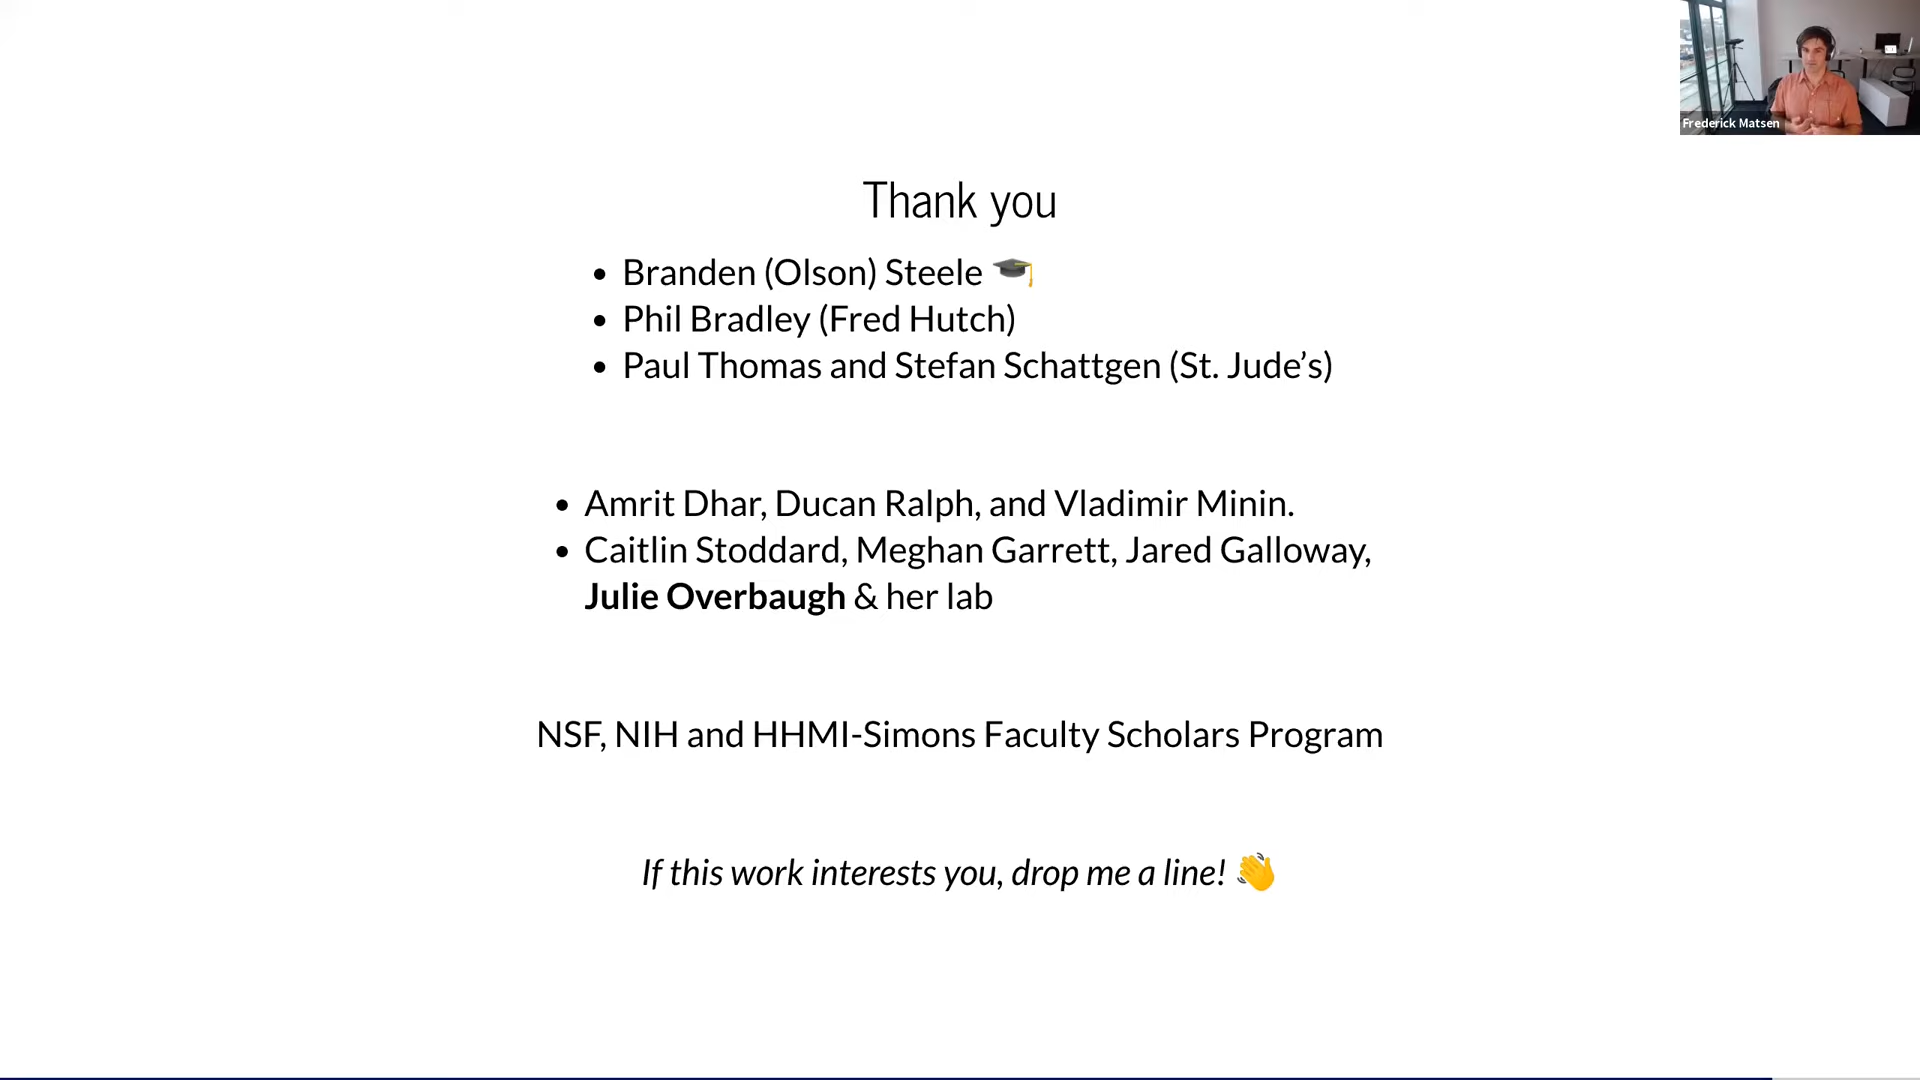 Frederick Matsen
Thank you
• Branden (Olson) Steele 🎓
• Phil Bradley (Fred Hutch)
• Paul Thomas and Stefan Schattgen (St. Jude’s)
• Amrit Dhar, Ducan Ralph, and Vladimir Minin.
• Caitlin Stoddard, Meghan Garrett, Jared Galloway,
Julie Overbaugh & her lab
NSF, NIH and HHMI-Simons Faculty Scholars Program
If this work interests you, drop me a line! 👋